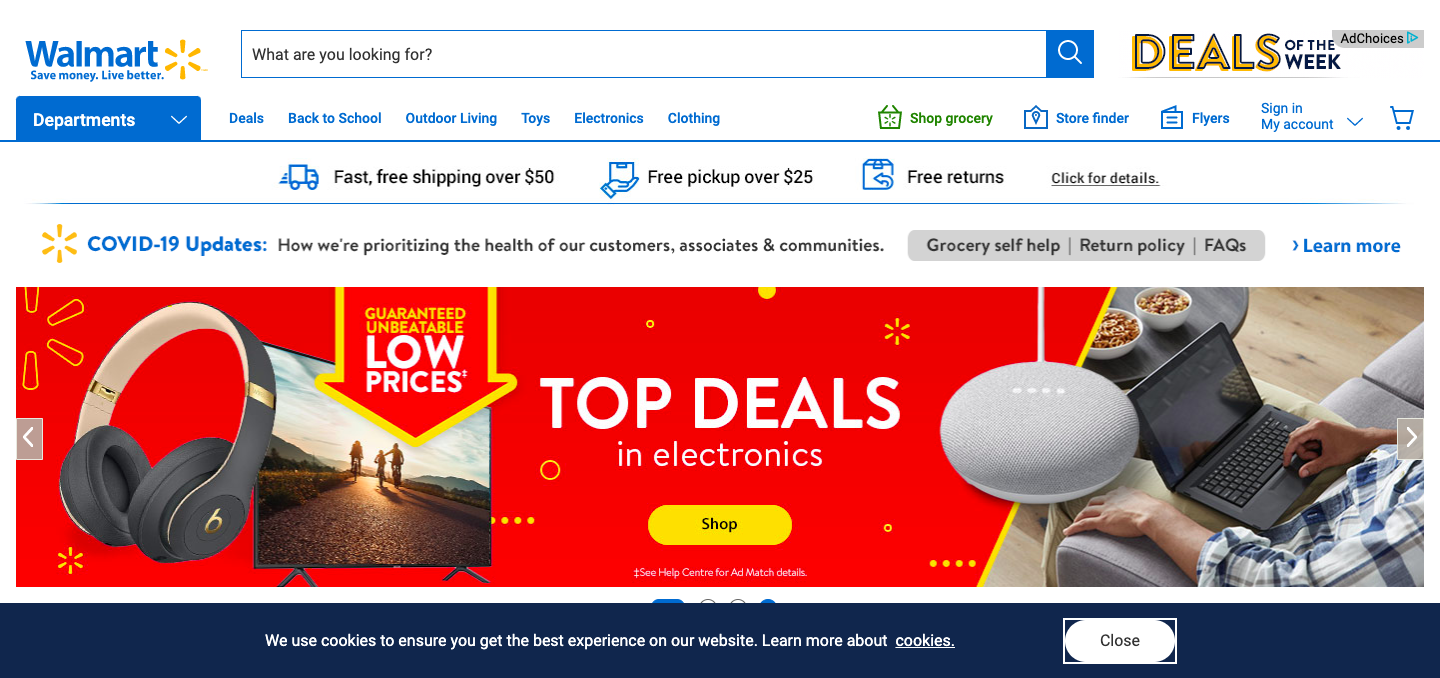 Walmart
Save money. Live better.
What are you looking for?
DEALS OF THE WEEK
AdChoices
Departments
Deals
Back to School
Outdoor Living
Toys
Electronics
Clothing
Shop grocery
Store finder
Flyers
Sign in
My account
Fast, free shipping over $50
Free pickup over $25
Free returns
Click for details.
COVID-19 Updates: How we're prioritizing the health of our customers, associates & communities.
Grocery self help | Return policy | FAQs
› Learn more
GUARANTEED
UNBEATABLE
LOW
PRICES‡
TOP DEALS
in electronics
Shop
‡See Help Centre for Ad Match details.
We use cookies to ensure you get the best experience on our website. Learn more about cookies.
Close